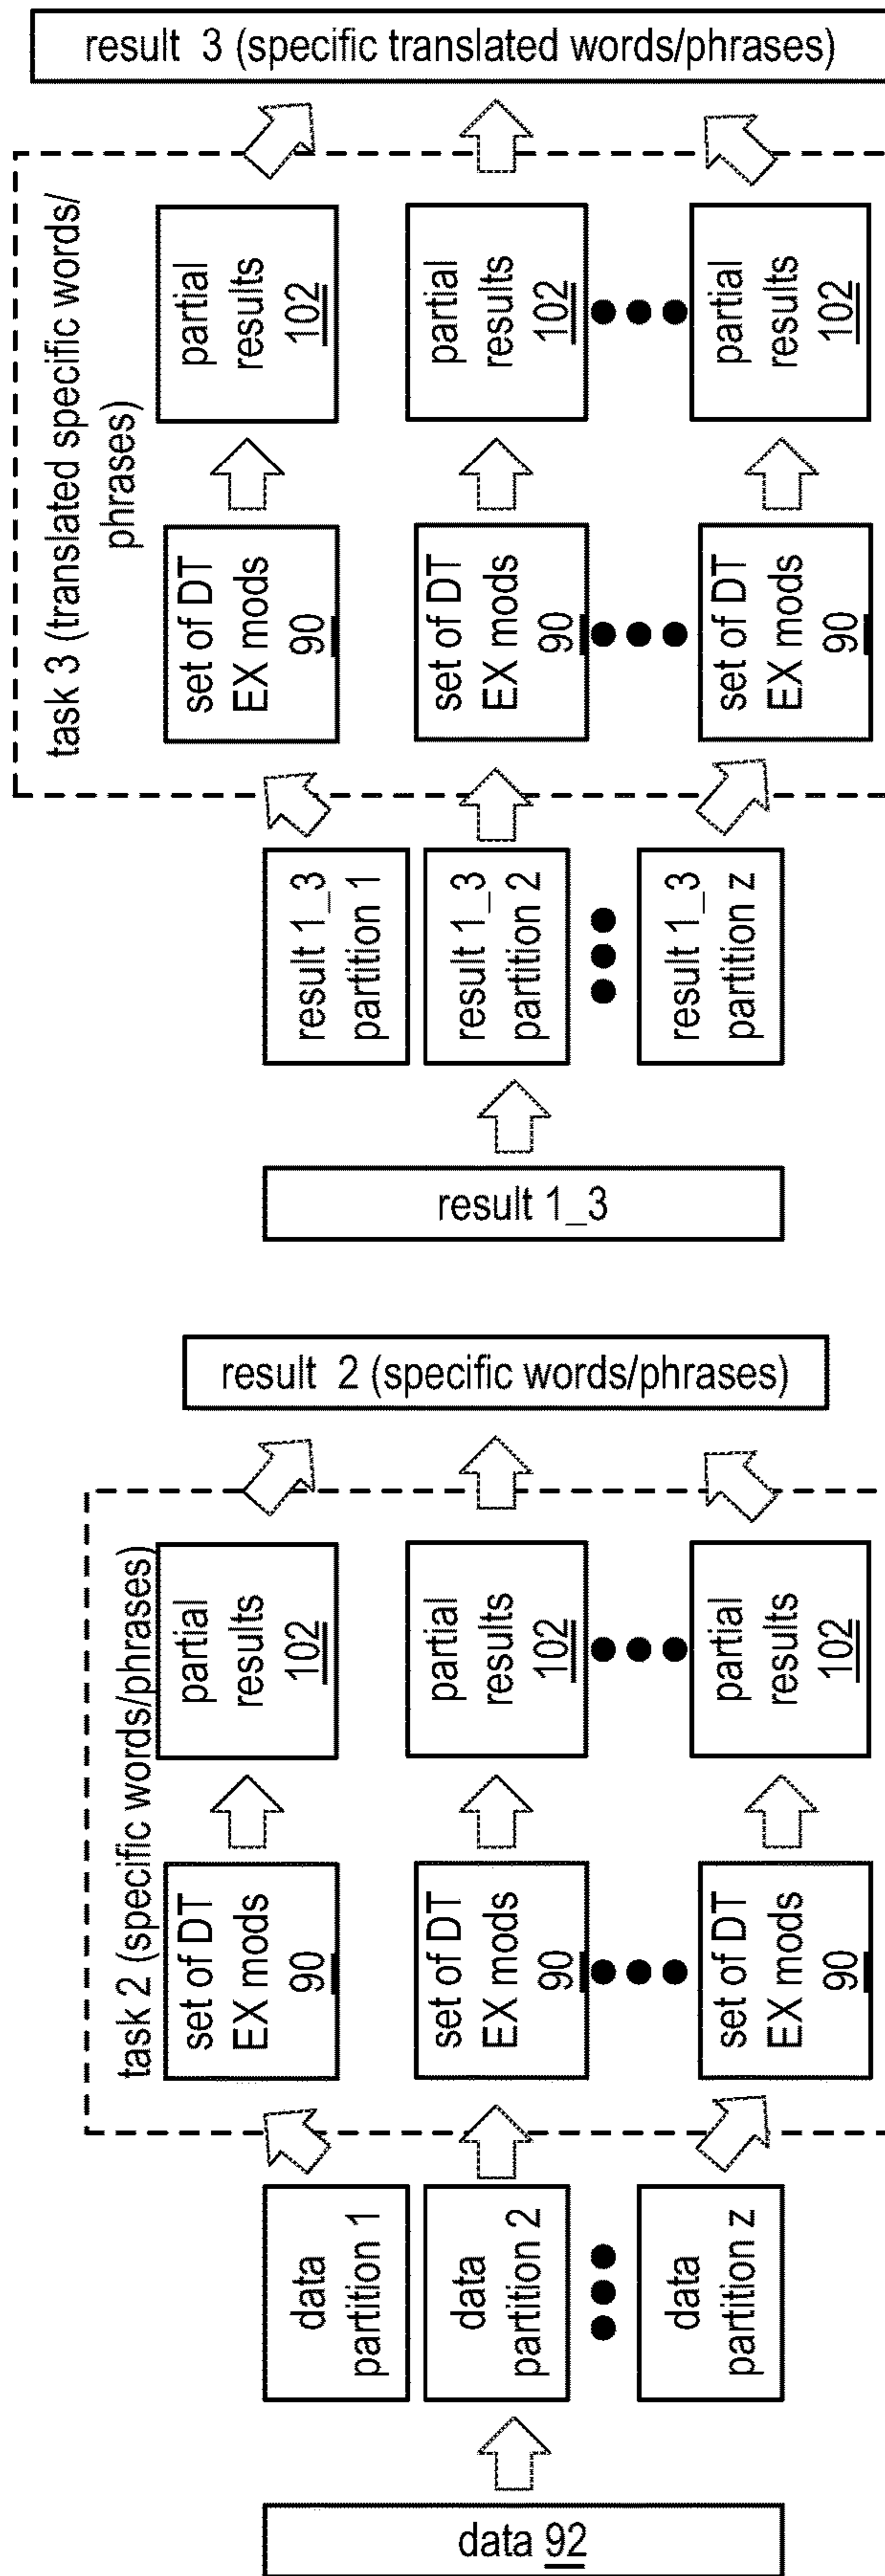 data 92
data
partition 1
data
partition 2
data
partition z
task 2 (specific words/phrases)
set of DT
EX mods
90
set of DT
EX mods
90
set of DT
EX mods
90
partial
results
102
partial
results
102
partial
results
102
result 2 (specific words/phrases)
result 1_3
result 1_3
partition 1
result 1_3
partition 2
result 1_3
partition z
task 3 (translated specific words/
phrases)
set of DT
EX mods
90
set of DT
EX mods
90
set of DT
EX mods
90
partial
results
102
partial
results
102
partial
results
102
result 3 (specific translated words/phrases)